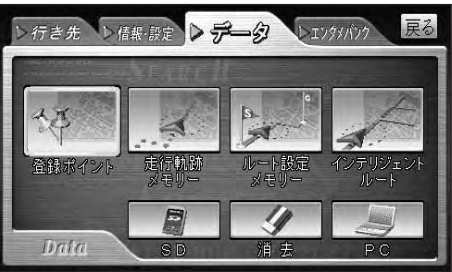 行き先 情報・設定 データ エンタメバンク 戻る
登録ポイント 走行軌跡メモリー ルート設定メモリー インテリジェントルート
Data SD 消去 PC